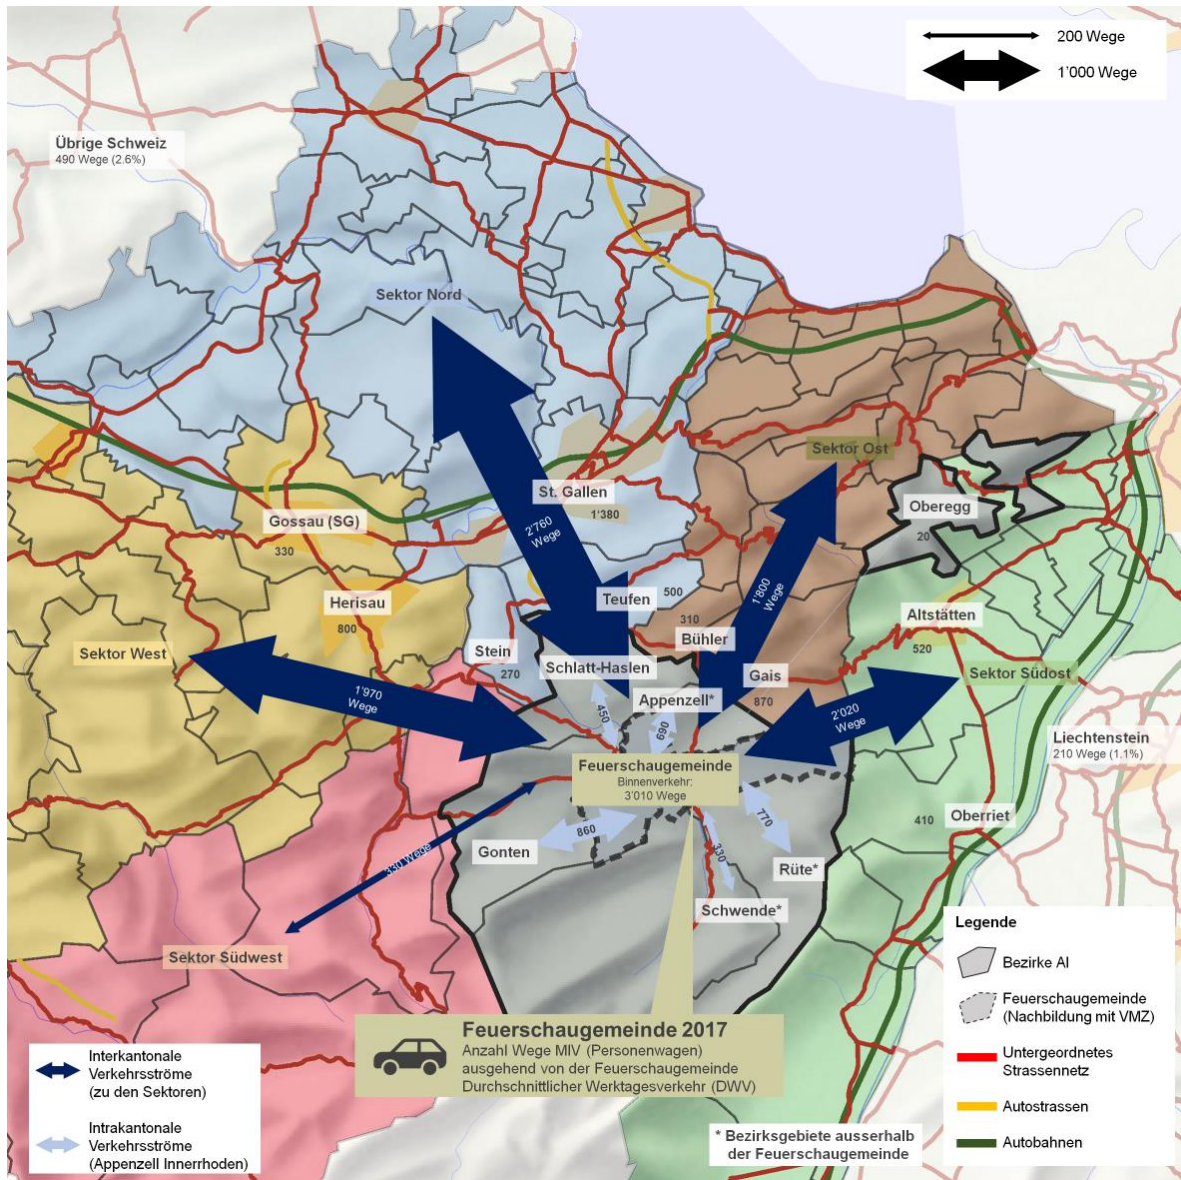 200 Wege
1'000 Wege
Übrige Schweiz
490 Wege (2.6%)
Sektor Nord
Sektor Ost
St. Gallen
1'380
2'760
Wege
Oberegg
20
Gossau (SG)
330
Herisau
800
Teufen
500
1'800
Wege
310
Bühler
Altstätten
520
Sektor West
Stein
270
Schlatt-Haslen
Gais
870
Sektor Südost
1'970
Wege
450
Appenzell*
690
2'020
Wege
Liechtenstein
210 Wege (1.1%)
Feuerschaugemeinde
Binnenverkehr:
3'010 Wege
860
770
330
410
Oberriet
Gonten
330 Wege
Rüte*
Schwende*
Sektor Südwest
Legende
Bezirke AI
Feuerschaugemeinde
(Nachbildung mit VMZ)
Untergeordnetes
Strassennetz
Autostrassen
Autobahnen
Feuerschaugemeinde 2017
Anzahl Wege MIV (Personenwagen)
ausgehend von der Feuerschaugemeinde
Durchschnittlicher Werktagesverkehr (DWV)
Interkantonale
Verkehrsströme
(zu den Sektoren)
Intrakantonale
Verkehrsströme
(Appenzell Innerrhoden)
* Bezirksgebiete ausserhalb
der Feuerschaugemeinde